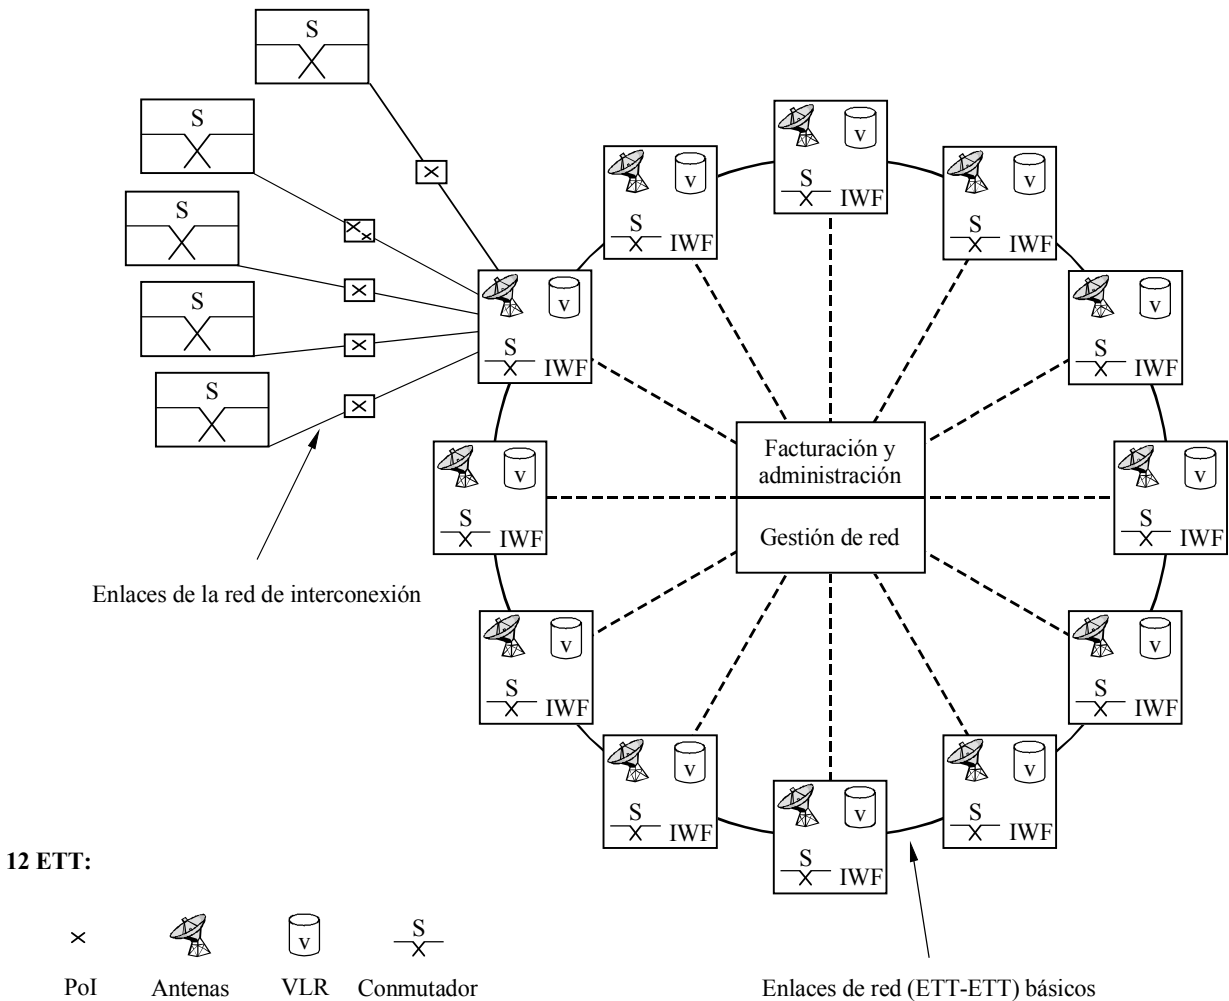 S
S
S
S
S
V
S
IWF
V
S
IWF
V
S
IWF
V
S
IWF
V
S
IWF
V
S
IWF
V
S
IWF
V
S
IWF
V
S
IWF
V
S
IWF
V
S
IWF
V
S
IWF
Facturación y
administración
Gestión de red
Enlaces de la red de interconexión
12 ETT:
V
S
PoI
Antenas
VLR
Conmutador
Enlaces de red (ETT-ETT) básicos